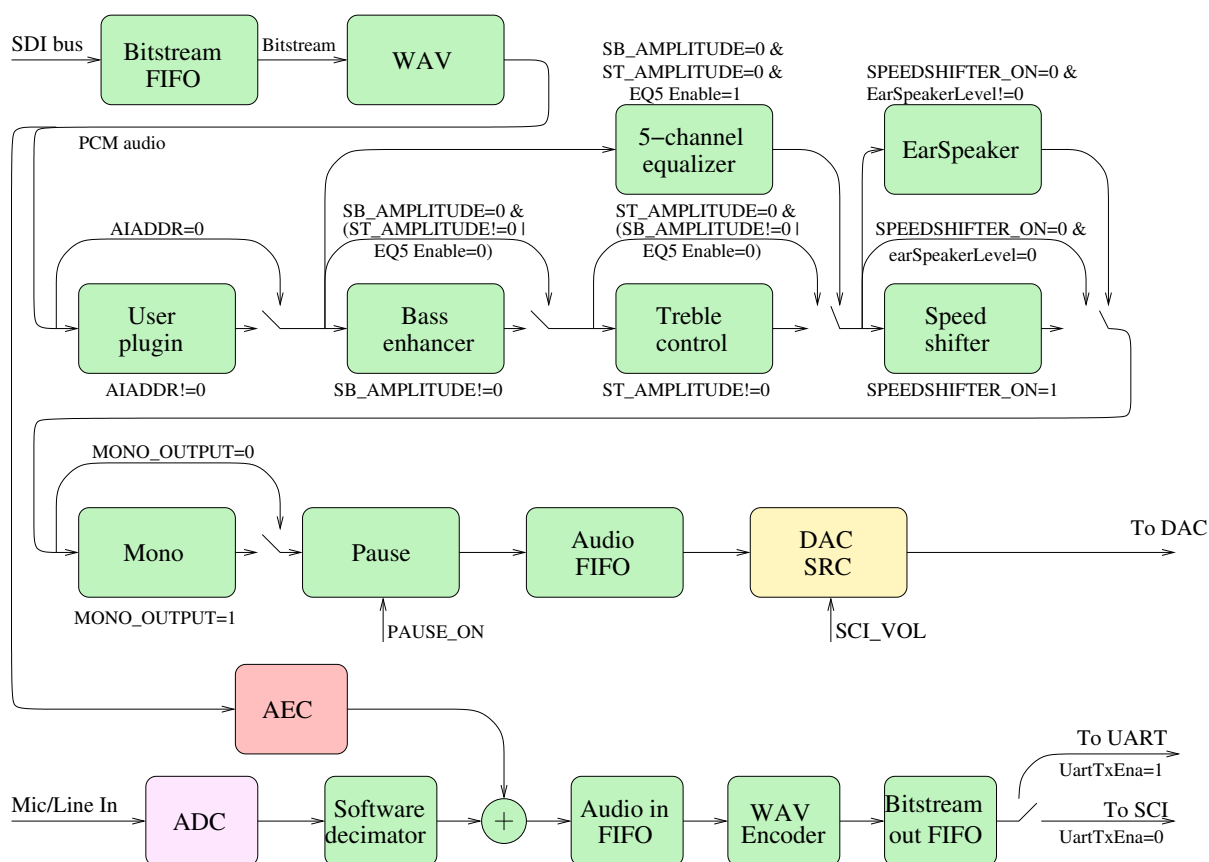 SDI bus
Bitstream
FIFO
Bitstream
WAV
PCM audio
SB_AMPLITUDE=0 &
ST_AMPLITUDE=0 &
EQ5 Enable=1
5−channel
equalizer
SPEEDSHIFTER_ON=0 &
EarSpeakerLevel!=0
EarSpeaker
AIADDR=0
User
plugin
AIADDR!=0
SB_AMPLITUDE=0 &
(ST_AMPLITUDE!=0 |
EQ5 Enable=0)
Bass
enhancer
SB_AMPLITUDE!=0
ST_AMPLITUDE=0 &
(SB_AMPLITUDE!=0 |
EQ5 Enable=0)
Treble
control
ST_AMPLITUDE!=0
SPEEDSHIFTER_ON=0 &
earSpeakerLevel=0
Speed
shifter
SPEEDSHIFTER_ON=1
MONO_OUTPUT=0
Mono
MONO_OUTPUT=1
Pause
PAUSE_ON
Audio
FIFO
DAC
SRC
SCI_VOL
To DAC
AEC
Mic/Line In
ADC
Software
decimator
+
Audio in
FIFO
WAV
Encoder
Bitstream
out FIFO
To UART
UartTxEna=1
To SCI
UartTxEna=0